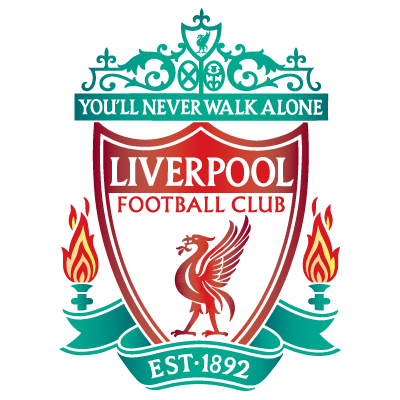 YOU'LL NEVER WALK ALONE
LIVERPOOL
FOOTBALL CLUB
EST·1892